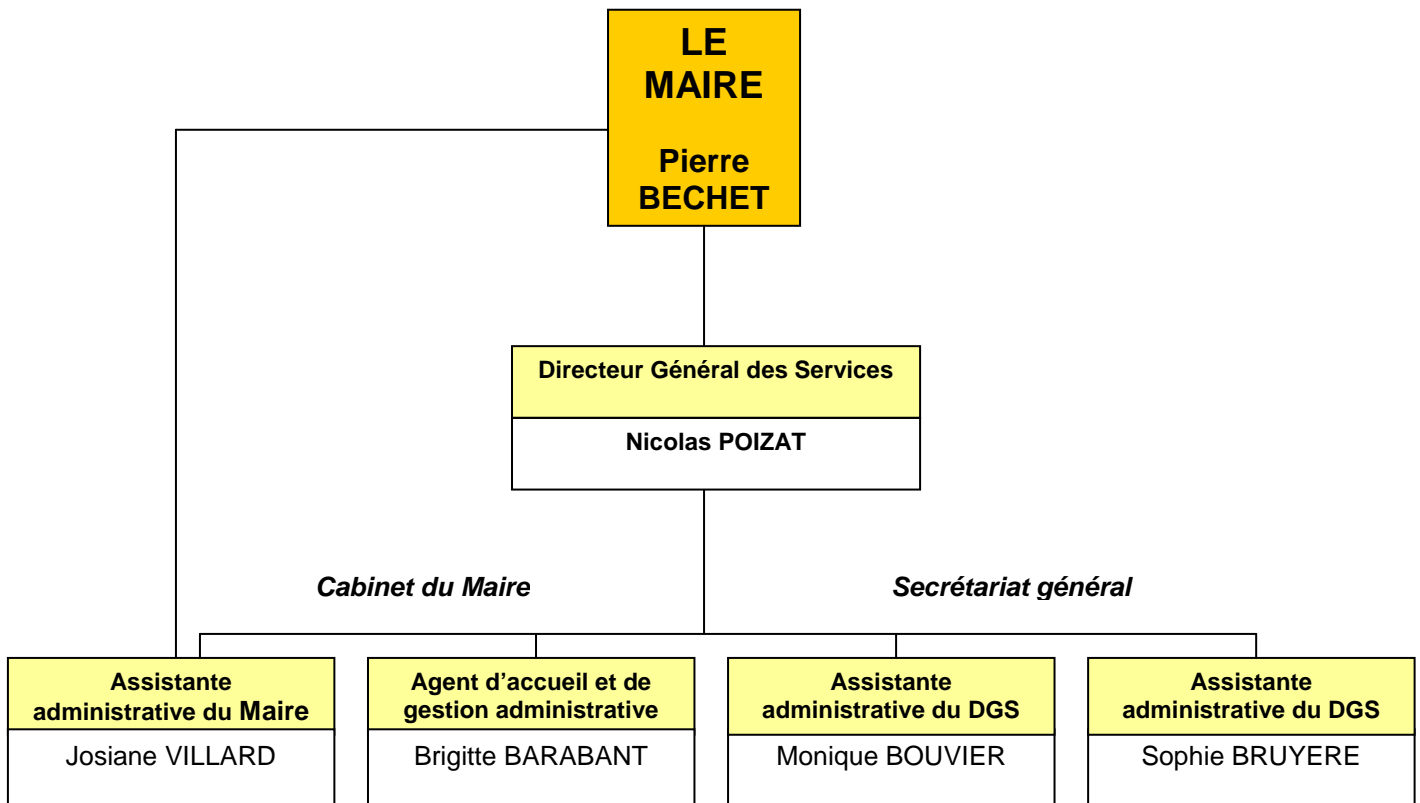 LE
MAIRE
Pierre
BECHET
Directeur Général des Services
Nicolas POIZAT
Cabinet du Maire
Secrétariat général
Assistante
administrative du Maire
Josiane VILLARD
Agent d’accueil et de
gestion administrative
Brigitte BARABANT
Assistante
administrative du DGS
Monique BOUVIER
Assistante
administrative du DGS
Sophie BRUYERE